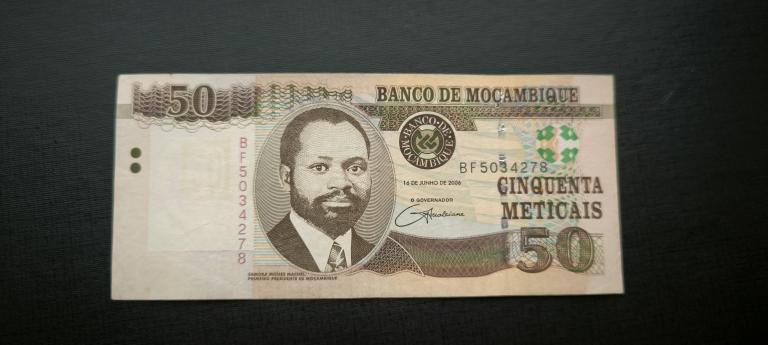 50
BANCO DE MOÇAMBIQUE
BANCO DE MOÇAMBIQUE
BF5034278
16 DE JUNHO DE 2006
O GOVERNADOR
CINQUENTA
METICAIS
50
BF5034278
SAMORA MOISÉS MACHEL,
PRIMEIRO PRESIDENTE DE MOÇAMBIQUE